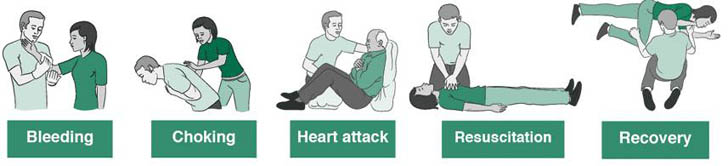 Bleeding
Choking
Heart attack
Resuscitation
Recovery